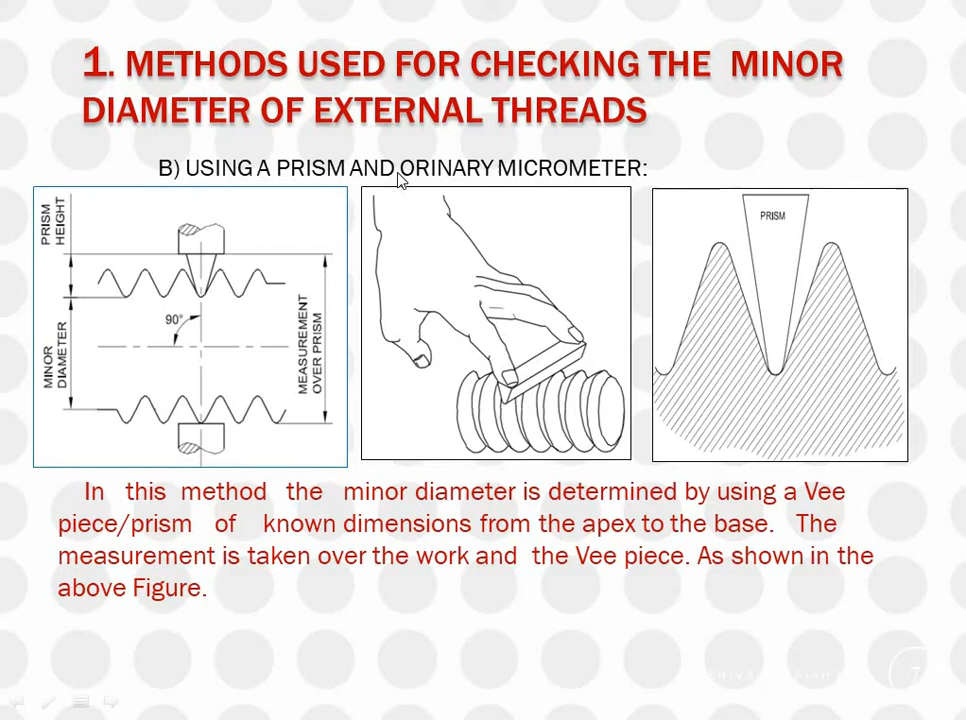 1. METHODS USED FOR CHECKING THE MINOR
DIAMETER OF EXTERNAL THREADS
B) USING A PRISM AND ORINARY MICROMETER:
PRISM
HEIGHT
MINOR
DIAMETER
90°
MEASUREMENT
OVER PRISM
PRISM
In this method the minor diameter is determined by using a Vee
piece/prism of known dimensions from the apex to the base. The
measurement is taken over the work and the Vee piece. As shown in the
above Figure.
7